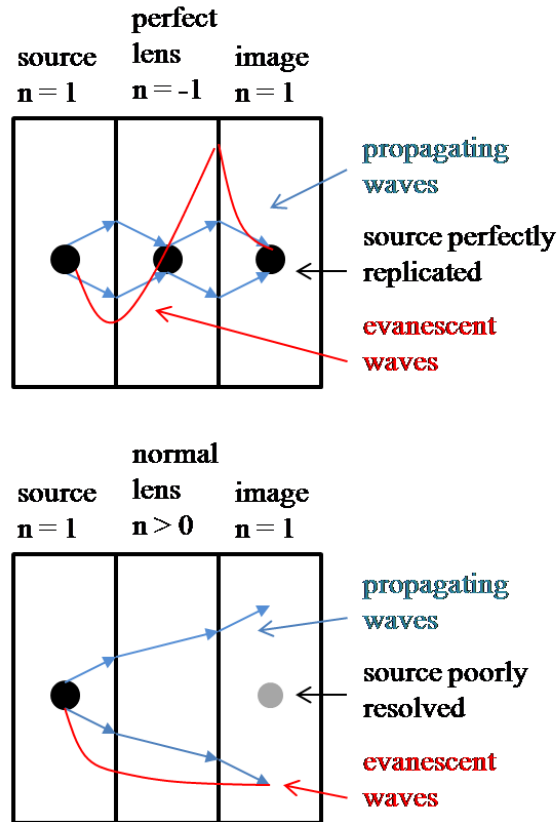 perfect
source lens image
n = 1 n = -1 n = 1
propagating
waves
source perfectly
replicated
evanescent
waves
normal
source lens image
n = 1 n > 0 n = 1
propagating
waves
source poorly
resolved
evanescent
waves